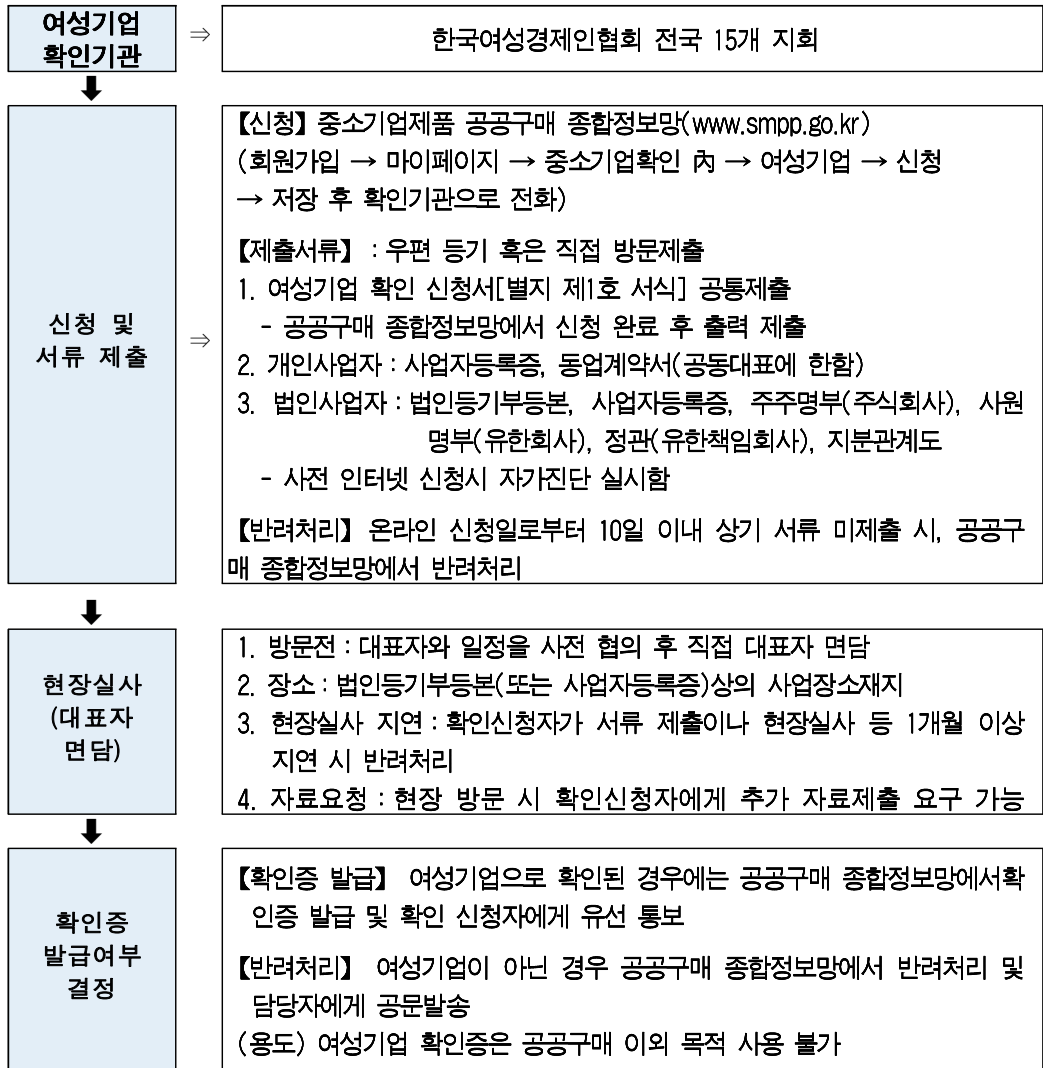 여성기업
확인기관
⇒
한국여성경제인협회 전국 15개 지회
신청 및
서류 제출
⇒
【신청】 중소기업제품 공공구매 종합정보망(www.smpp.go.kr)
(회원가입 → 마이페이지 → 중소기업확인 內 → 여성기업 → 신청
→ 저장 후 확인기관으로 전화)
【제출서류】 : 우편 등기 혹은 직접 방문제출
1. 여성기업 확인 신청서[별지 제1호 서식] 공통제출
- 공공구매 종합정보망에서 신청 완료 후 출력 제출
2. 개인사업자 : 사업자등록증, 동업계약서(공동대표에 한함)
3. 법인사업자 : 법인등기부등본, 사업자등록증, 주주명부(주식회사), 사원
명부(유한회사), 정관(유한책임회사), 지분관계도
- 사전 인터넷 신청시 자가진단 실시함
【반려처리】 온라인 신청일로부터 10일 이내 상기 서류 미제출 시, 공공구
매 종합정보망에서 반려처리
현장실사
(대표자
면담)
1. 방문전 : 대표자와 일정을 사전 협의 후 직접 대표자 면담
2. 장소 : 법인등기부등본(또는 사업자등록증)상의 사업장소재지
3. 현장실사 지연 : 확인신청자가 서류 제출이나 현장실사 등 1개월 이상
지연 시 반려처리
4. 자료요청 : 현장 방문 시 확인신청자에게 추가 자료제출 요구 가능
확인증
발급여부
결정
【확인증 발급】 여성기업으로 확인된 경우에는 공공구매 종합정보망에서확
인증 발급 및 확인 신청자에게 유선 통보
【반려처리】 여성기업이 아닌 경우 공공구매 종합정보망에서 반려처리 및
담당자에게 공문발송
(용도) 여성기업 확인증은 공공구매 이외 목적 사용 불가